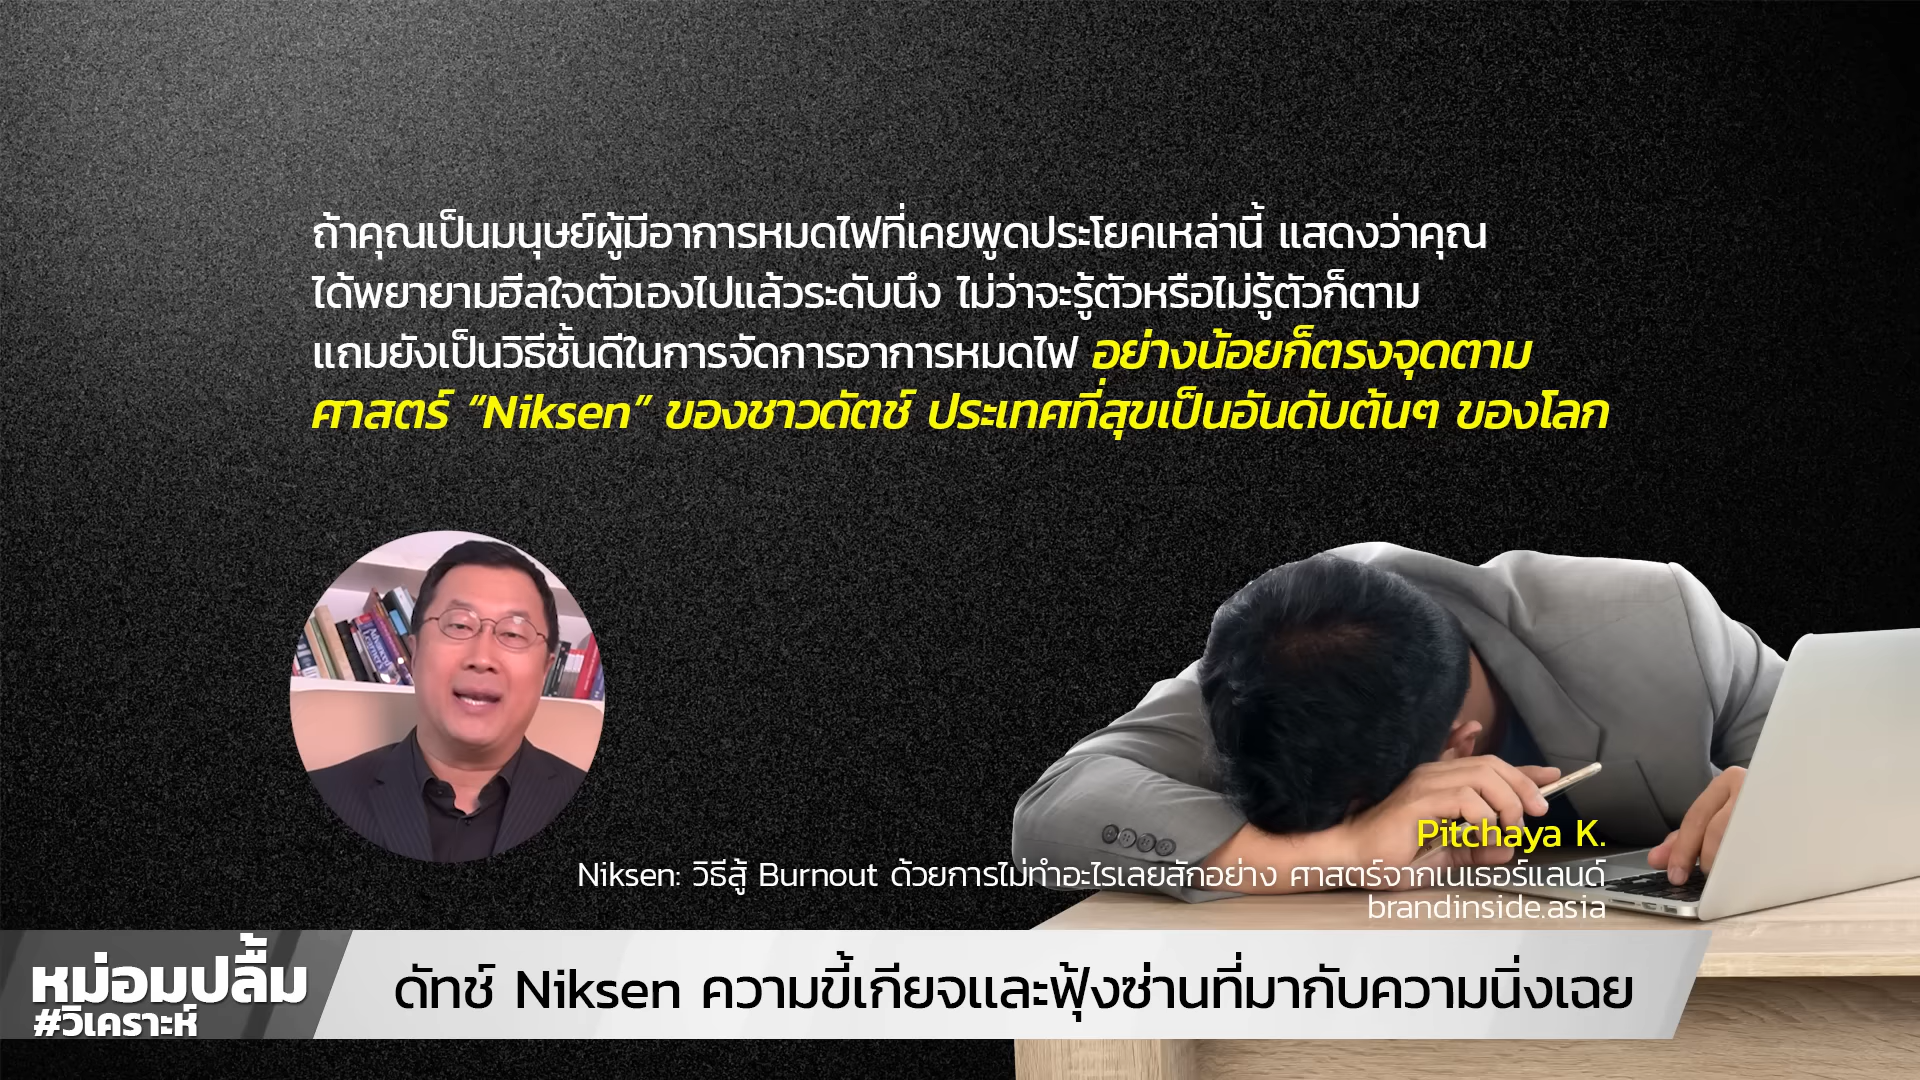 ถ้าคุณเป็นมนุษย์ผู้มีอาการหมดไฟที่เคยพูดประโยคเหล่านี้ แสดงว่าคุณ
ได้พยายามฮีลใจตัวเองไปแล้วระดับนึง ไม่ว่าจะรู้ตัวหรือไม่รู้ตัวก็ตาม
แถมยังเป็นวิธีชั้นดีในการจัดการอาการหมดไฟ อย่างน้อยก็ตรงจุดตาม
ศาสตร์ “Niksen” ของชาวดัตช์ ประเทศที่สุขเป็นอันดับต้นๆ ของโลก
Advanced
Learner's
Pitchaya K.
Niksen: วิธีสู้ Burnout ด้วยการไม่ทำอะไรเลยสักอย่าง ศาสตร์จากเนเธอร์แลนด์
brandinside.asia
หม่อมปลื้ม
#วิเคราะห์
ดัทช์ Niksen ความขี้เกียจและฟุ้งซ่านที่มากับความนิ่งเฉย